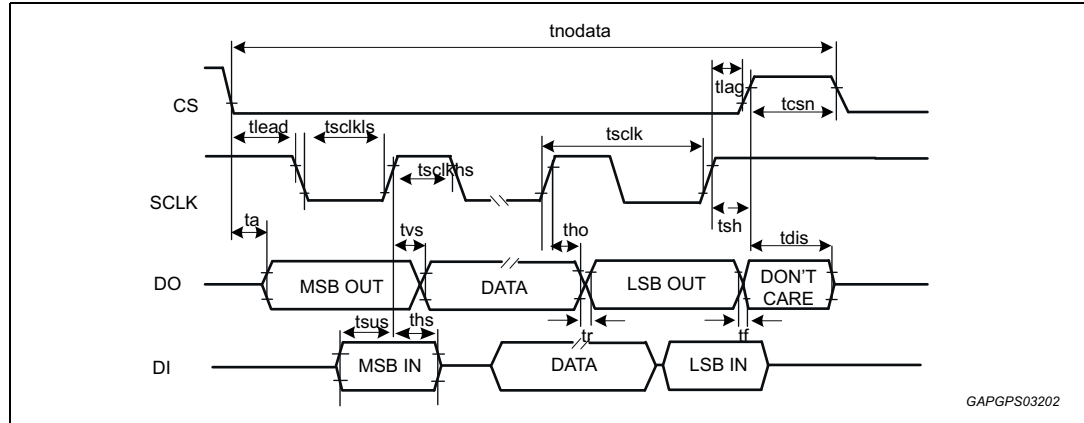 tnodata
tlag
CS
tcsn
tlead
tsclkls
tsclk
tsclkhs
SCLK
ta
tvs
tho
tsh
tdis
DO
MSB OUT
DATA
LSB OUT
DON'T
CARE
tsus
ths
tr
tf
DI
MSB IN
DATA
LSB IN
GAPGPS03202